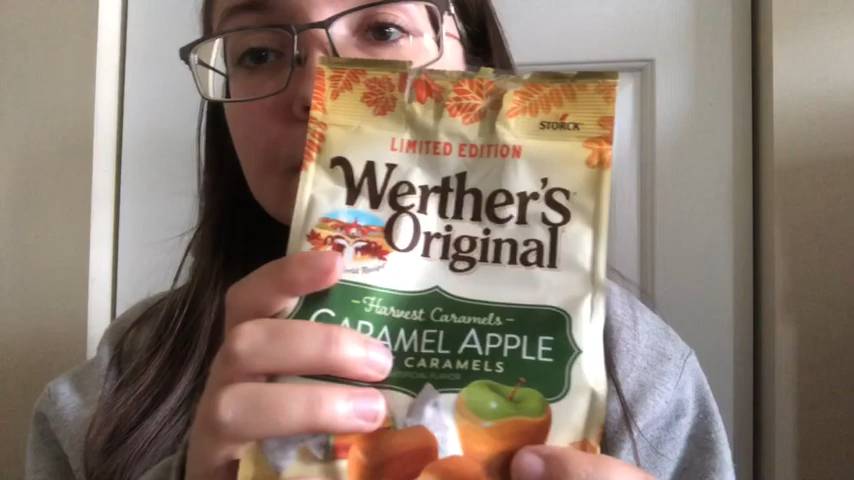 STORCK
LIMITED EDITION
Werther's
Original
Harvest Caramels
CARAMEL APPLE
CARAMELS